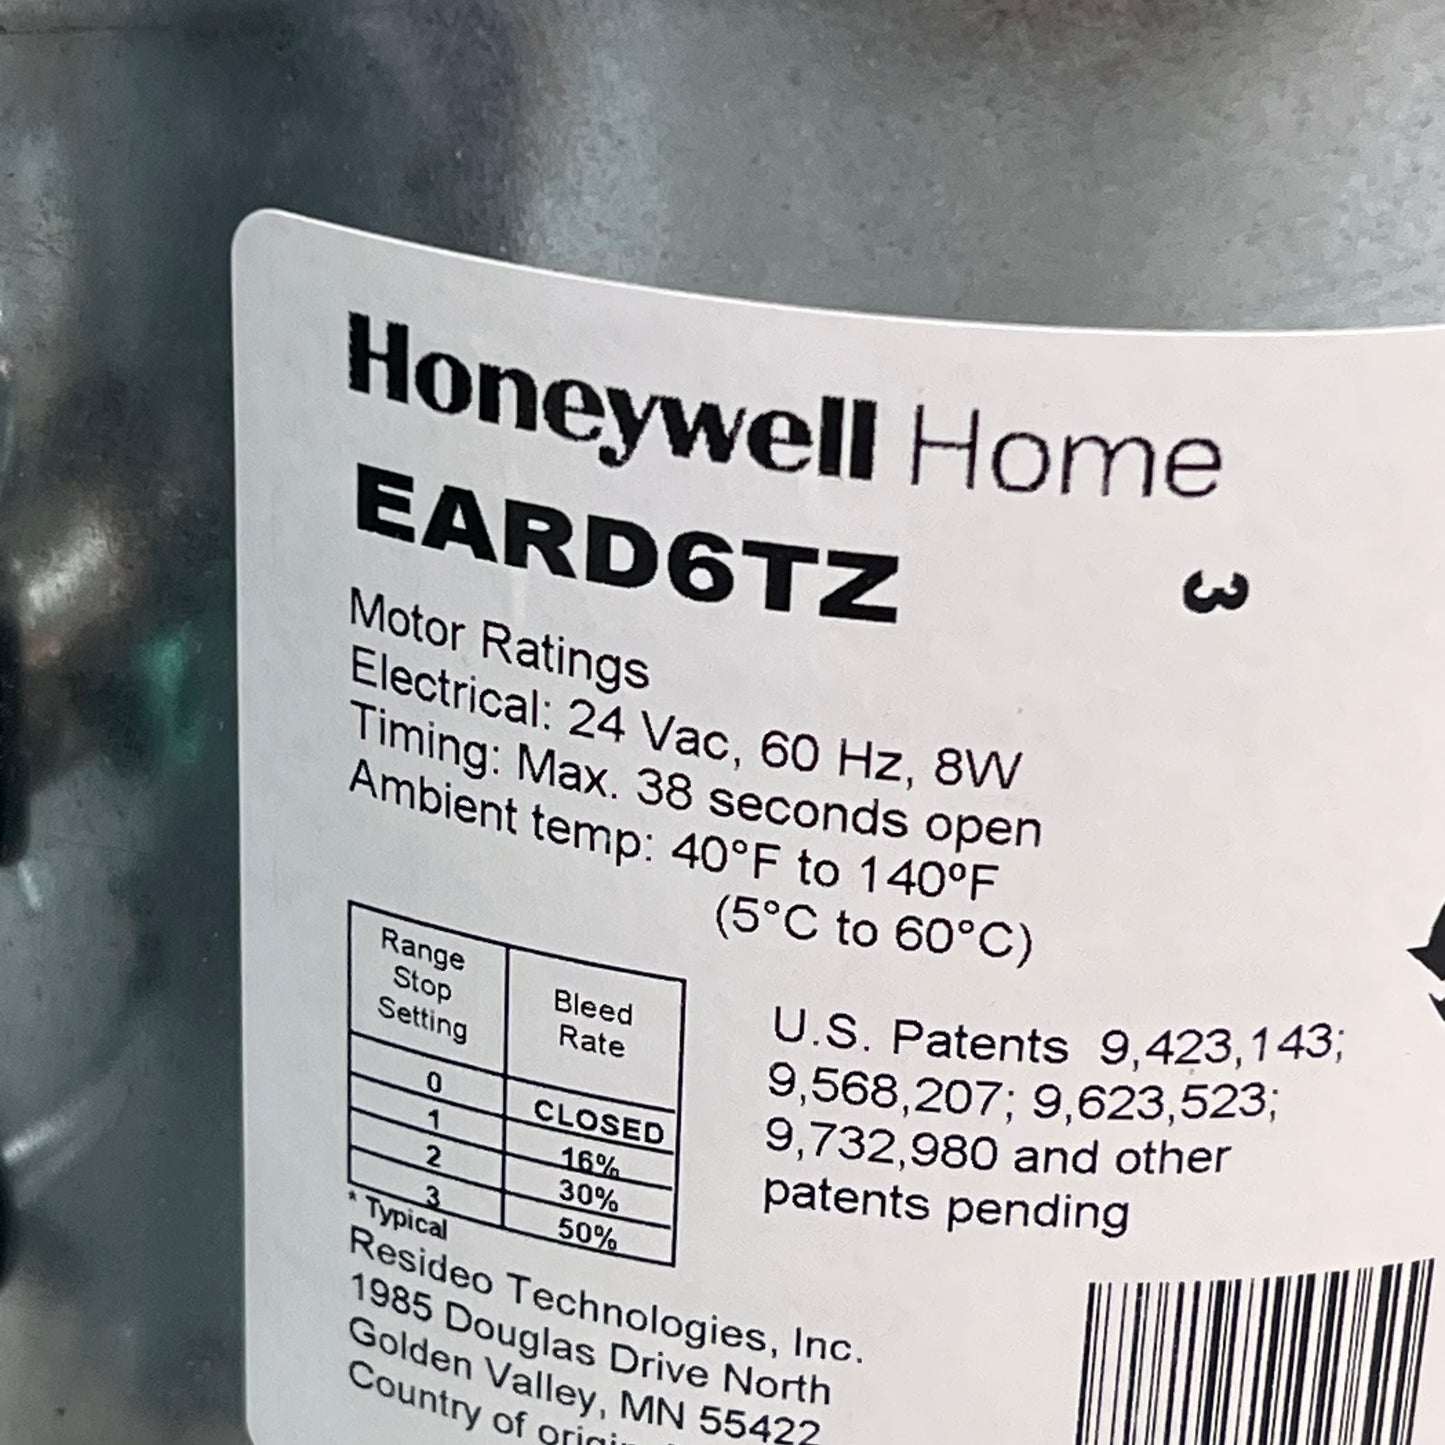 Honeywell Home
EARD6TZ
3
Motor Ratings
Electrical: 24 Vac, 60 Hz, 8W
Timing: Max. 38 seconds open
Ambient temp: 40°F to 140°F
(5°C to 60°C)
Range
Stop
Setting
Bleed
Rate
0 CLOSED
1 16%
2 30%
3 50%
* Typical
U.S. Patents 9,423,143;
9,568,207; 9,623,523;
9,732,980 and other
patents pending
Resideo Technologies, Inc.
1985 Douglas Drive North
Golden Valley, MN 55422
Country of